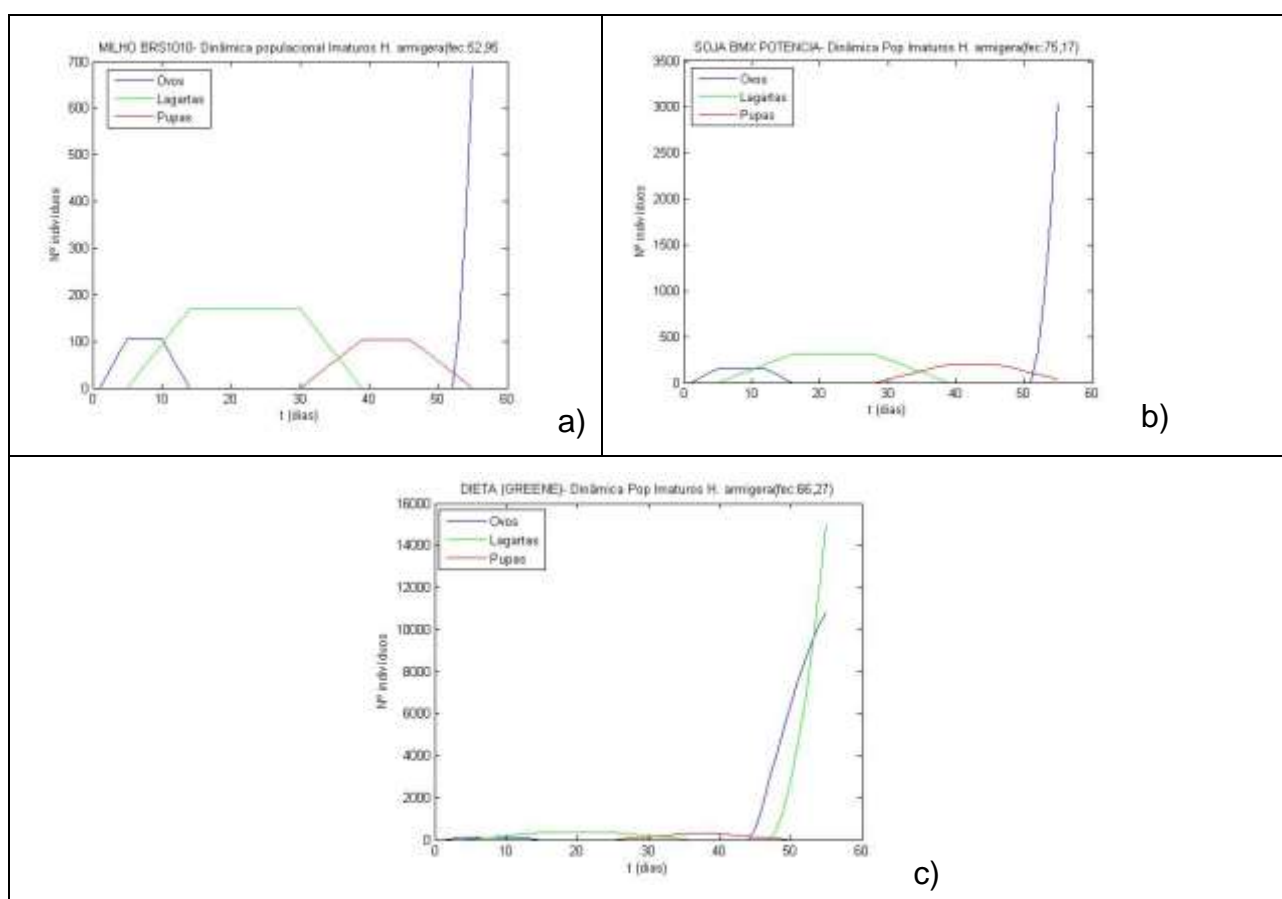 MILHO BRS1010- Dinâmica populacional Imaturos H. armigera(fec:52,95
700
600
500
400
300
200
100
0
Nº indivíduos
Ovos
Lagartas
Pupas
0 10 20 30 40 50 60
t (dias)
a)
SOJA BMX POTENCIA- Dinâmica Pop Imaturos H. armigera(fec:75,17)
3500
3000
2500
2000
1500
1000
500
0
Nº indivíduos
Ovos
Lagartas
Pupas
0 10 20 30 40 50 60
t (dias)
b)
DIETA (GREENE)- Dinâmica Pop Imaturos H. armigera(fec:66,27)
16000
14000
12000
10000
8000
6000
4000
2000
0
Nº indivíduos
Ovos
Lagartas
Pupas
0 10 20 30 40 50 60
t (dias)
c)